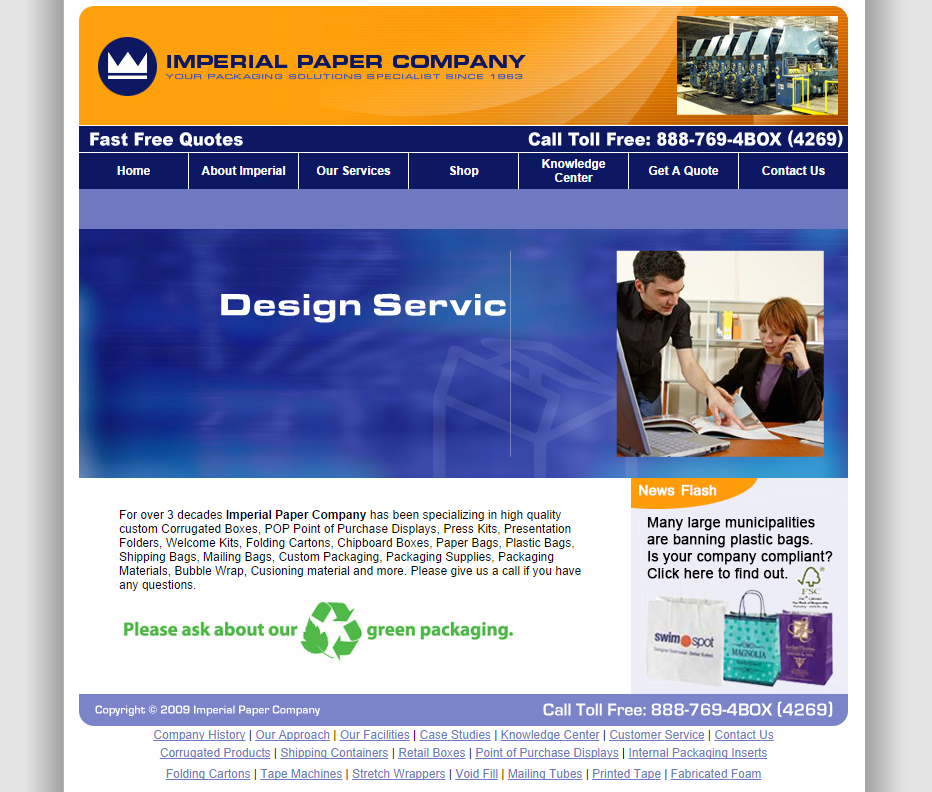 IMPERIAL PAPER COMPANY
YOUR PACKAGING SOLUTIONS SPECIALIST SINCE 1963
Fast Free Quotes
Call Toll Free: 888-769-4BOX (4269)
Home
About Imperial
Our Services
Shop
Knowledge
Center
Get A Quote
Contact Us
Design Servic
For over 3 decades Imperial Paper Company has been specializing in high quality
custom Corrugated Boxes, POP Point of Purchase Displays, Press Kits, Presentation
Folders, Welcome Kits, Folding Cartons, Chipboard Boxes, Paper Bags, Plastic Bags,
Shipping Bags, Mailing Bags, Custom Packaging, Packaging Supplies, Packaging
Materials, Bubble Wrap, Cusioning material and more. Please give us a call if you have
any questions.
Please ask about our green packaging.
News Flash
Many large municipalities
are banning plastic bags.
Is your company compliant?
Click here to find out.
FSC
swim spot
MAGNOLIA
Copyright © 2009 Imperial Paper Company
Call Toll Free: 888-769-4BOX (4269)
Company History | Our Approach | Our Facilities | Case Studies | Knowledge Center | Customer Service | Contact Us
Corrugated Products | Shipping Containers | Retail Boxes | Point of Purchase Displays | Internal Packaging Inserts
Folding Cartons | Tape Machines | Stretch Wrappers | Void Fill | Mailing Tubes | Printed Tape | Fabricated Foam